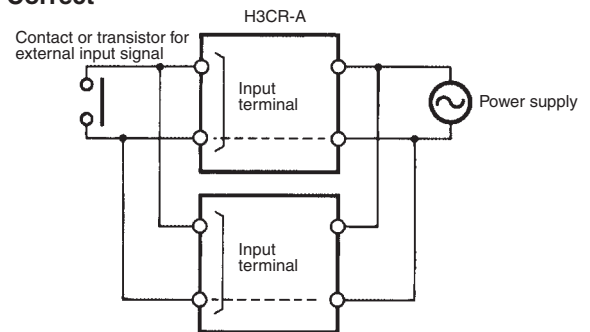 Correct
H3CR-A
Contact or transistor for
external input signal
Input
terminal
Power supply
Input
terminal